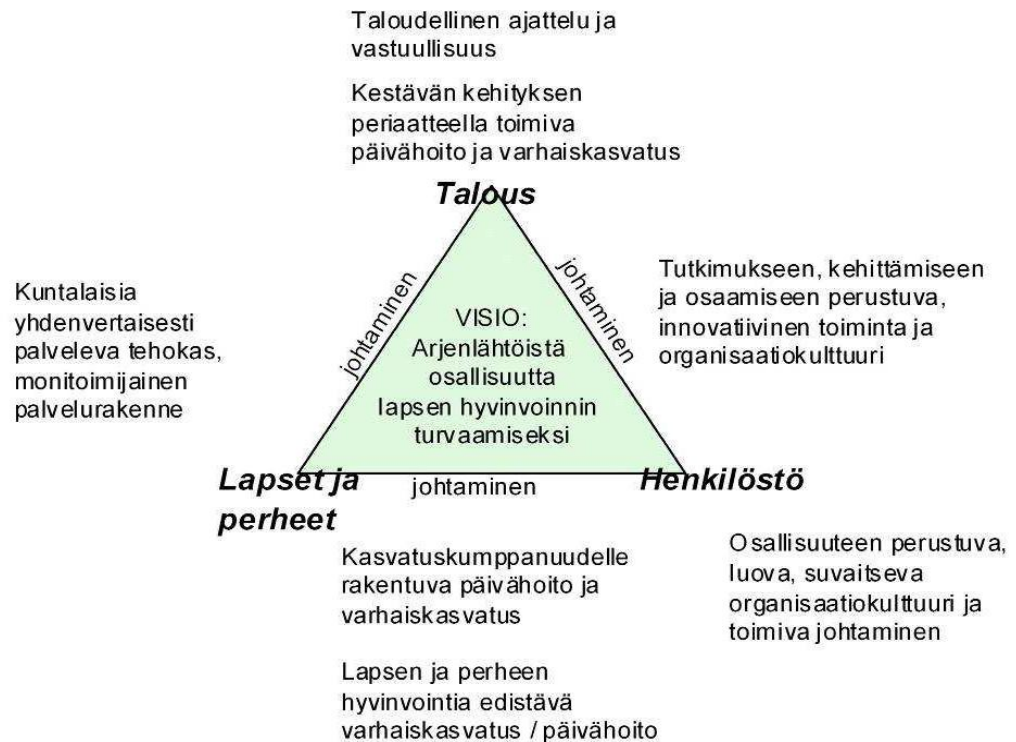 Taloudellinen ajattelu ja
vastuullisuus
Kestävän kehityksen
periaatteella toimiva
päivähoito ja varhaiskasvatus
Talous
Kuntalaisia
yhdenvertaisesti
palveleva tehokas,
monitoimijainen
palvelurakenne
johtaminen
VISIO:
Arjenlähtöistä
osallisuutta
lapsen hyvinvoinnin
turvaamiseksi
johtaminen
Tutkimukseen, kehittämiseen
ja osaamiseen perustuva,
innovatiivinen toiminta ja
organisaatiokulttuuri
Lapset ja
perheet
johtaminen
Henkilöstö
Kasvatuskumppanuudelle
rakentuva päivähoito ja
varhaiskasvatus
Lapsen ja perheen
hyvinvointia edistävä
varhaiskasvatus / päivähoito
Osallisuuteen perustuva,
luova, suvaitseva
organisaatiokulttuuri ja
toimiva johtaminen